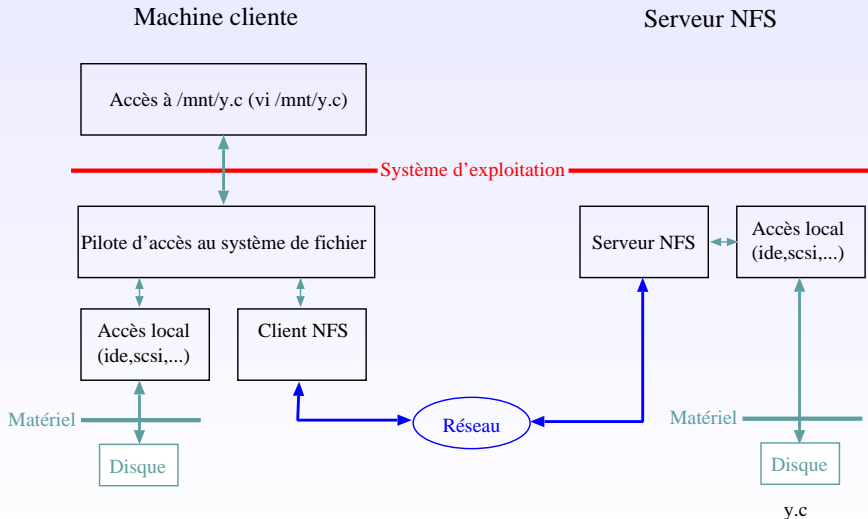 Machine cliente
Serveur NFS
Accès à /mnt/y.c (vi /mnt/y.c)
Système d'exploitation
Pilote d'accès au système de fichier
Serveur NFS
Accès local
(ide,scsi,...)
Accès local
(ide,scsi,...)
Client NFS
Matériel
Réseau
Matériel
Disque
Disque
y.c